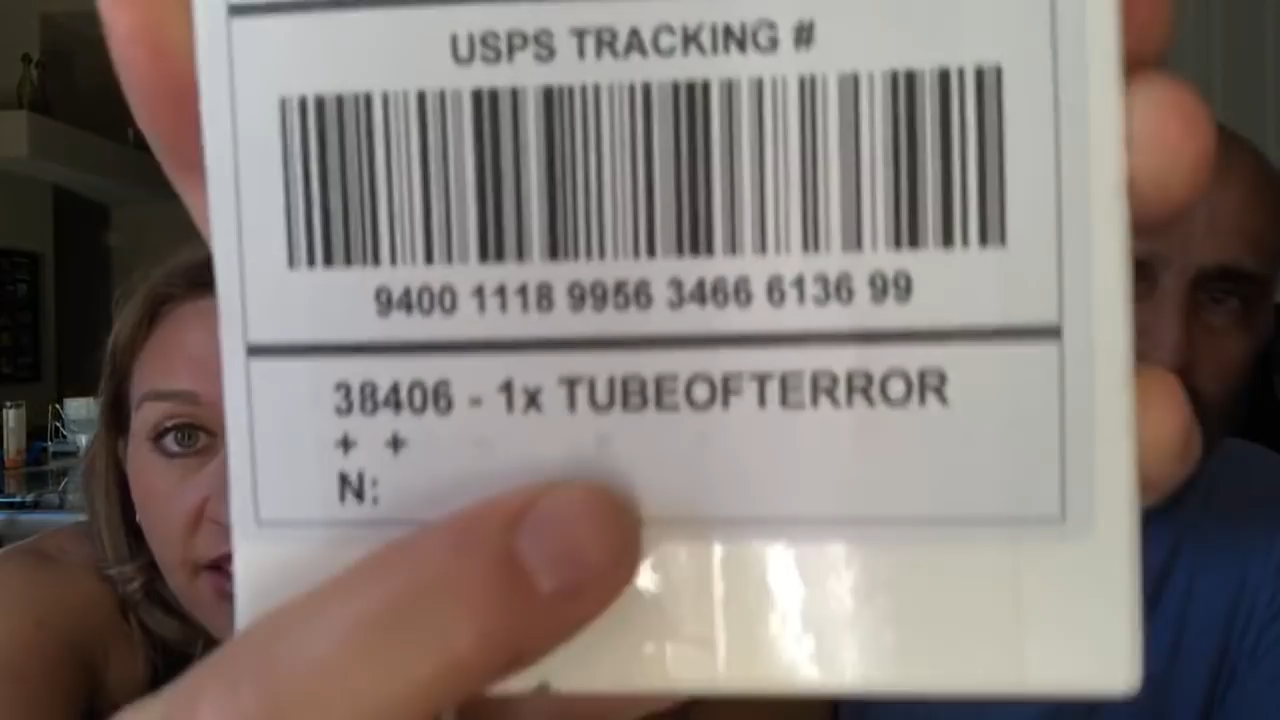 USPS TRACKING #
9400 1118 9956 3466 6136 99
38406 - 1x TUBEOFTERROR
+ +
N: